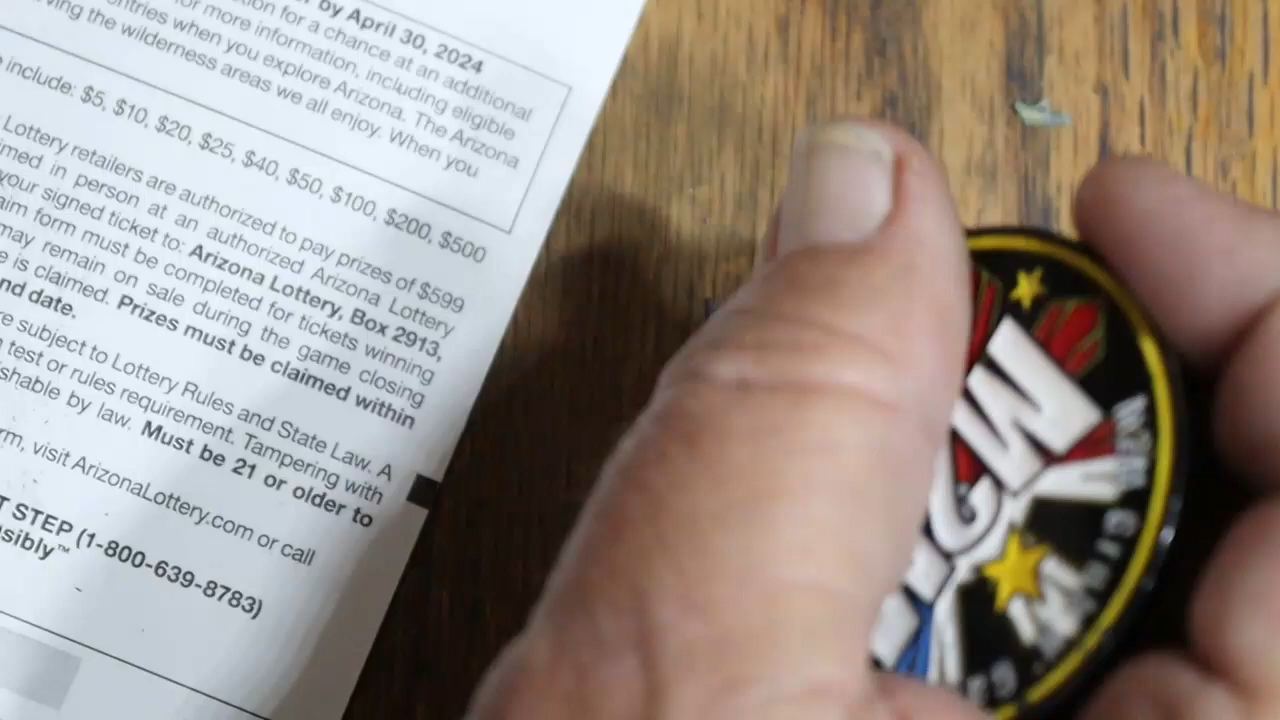 by April 30, 2024
tion for a chance at an additional
for more information, including eligible
ntries when you explore Arizona. The Arizona
ving the wilderness areas we all enjoy. When you
include: $5, $10, $20, $25, $40, $50, $100, $200, $500
Lottery retailers are authorized to pay prizes of $599
imed in person at an authorized Arizona Lottery
your signed ticket to: Arizona Lottery, Box 2913,
aim form must be completed for tickets winning
may remain on sale during the game closing
e is claimed. Prizes must be claimed within
nd date.
re subject to Lottery Rules and State Law. A
test or rules requirement. Tampering with
ishable by law. Must be 21 or older to
rm, visit ArizonaLottery.com or call
T STEP (1-800-639-8783)
nsibly™